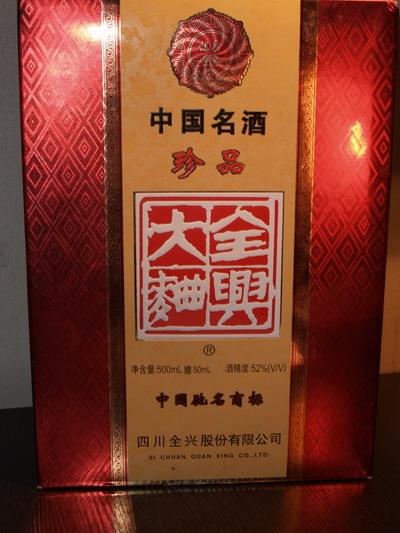 中国名酒
珍品
全興大麯
®
净含量:500mL 赠50mL 酒精度:52%(V/V)
中国驰名商标
四川全兴股份有限公司
SI CHUAN QUAN XING CO.,LTD.